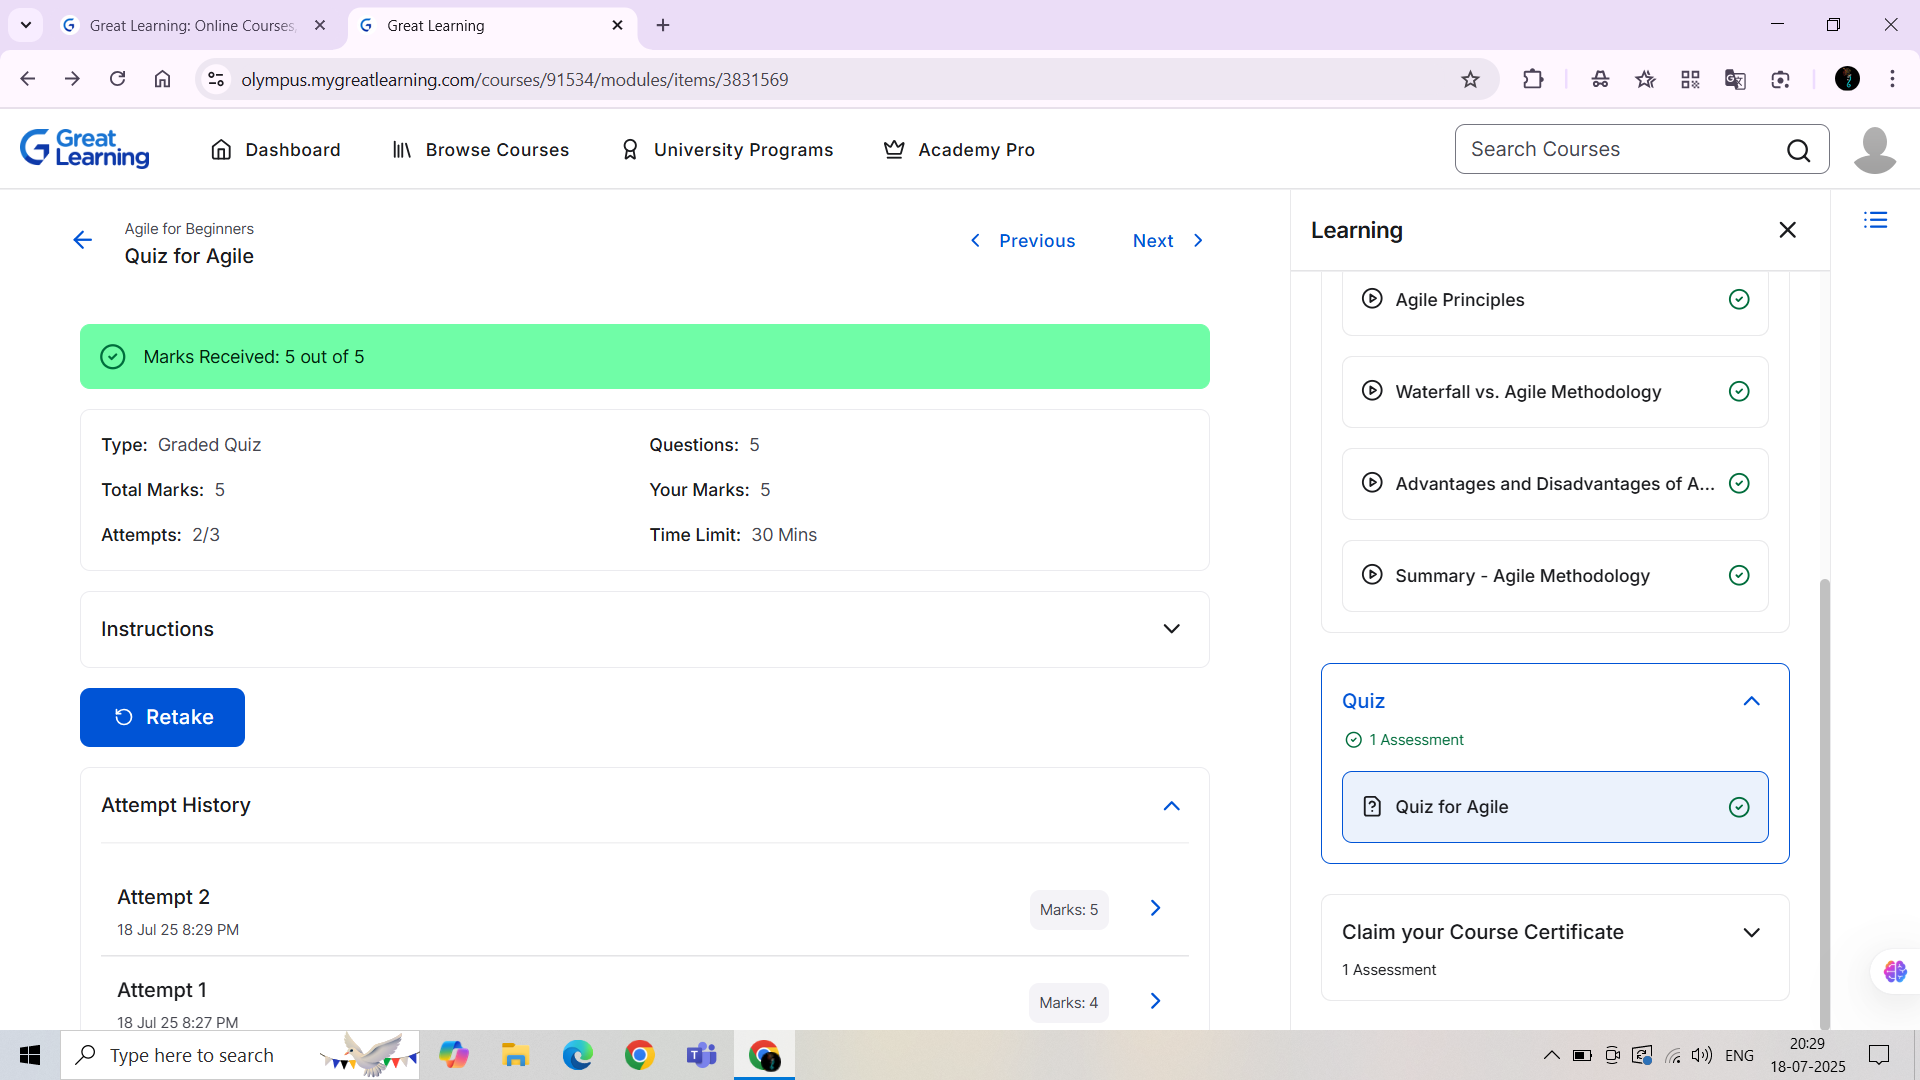 Great Learning: Online Courses,
Great Learning
olympus.mygreatlearning.com/courses/91534/modules/items/3831569
Great Learning
Dashboard
Browse Courses
University Programs
Academy Pro
Search Courses
Agile for Beginners
Quiz for Agile
Previous
Next
Marks Received: 5 out of 5
Type: Graded Quiz
Questions: 5
Total Marks: 5
Your Marks: 5
Attempts: 2/3
Time Limit: 30 Mins
Instructions
Retake
Attempt History
Attempt 2
18 Jul 25 8:29 PM
Marks: 5
Attempt 1
18 Jul 25 8:27 PM
Marks: 4
Learning
Agile Principles
Waterfall vs. Agile Methodology
Advantages and Disadvantages of A...
Summary - Agile Methodology
Quiz
1 Assessment
Quiz for Agile
Claim your Course Certificate
1 Assessment
Type here to search
ENG
20:29
18-07-2025